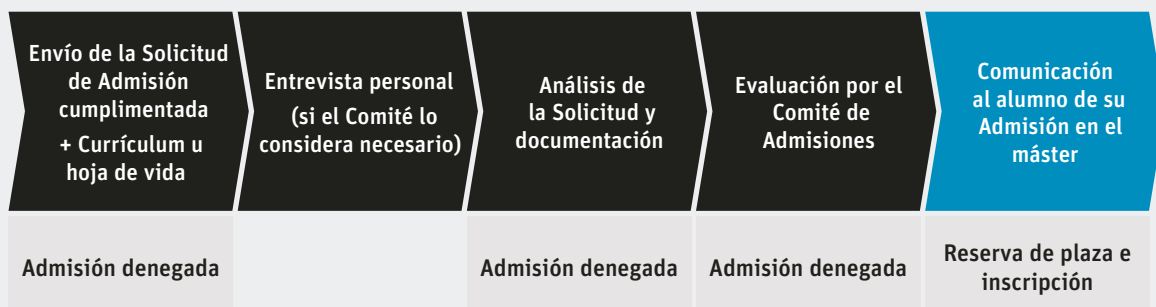 Envío de la Solicitud
de Admisión
cumplimentada
+ Currículum u
hoja de vida
Entrevista personal
(si el Comité lo
considera necesario)
Análisis de
la Solicitud y
documentación
Evaluación por el
Comité de
Admisiones
Comunicación
al alumno de su
Admisión en el
máster
Admisión denegada
Admisión denegada
Admisión denegada
Reserva de plaza e
inscripción